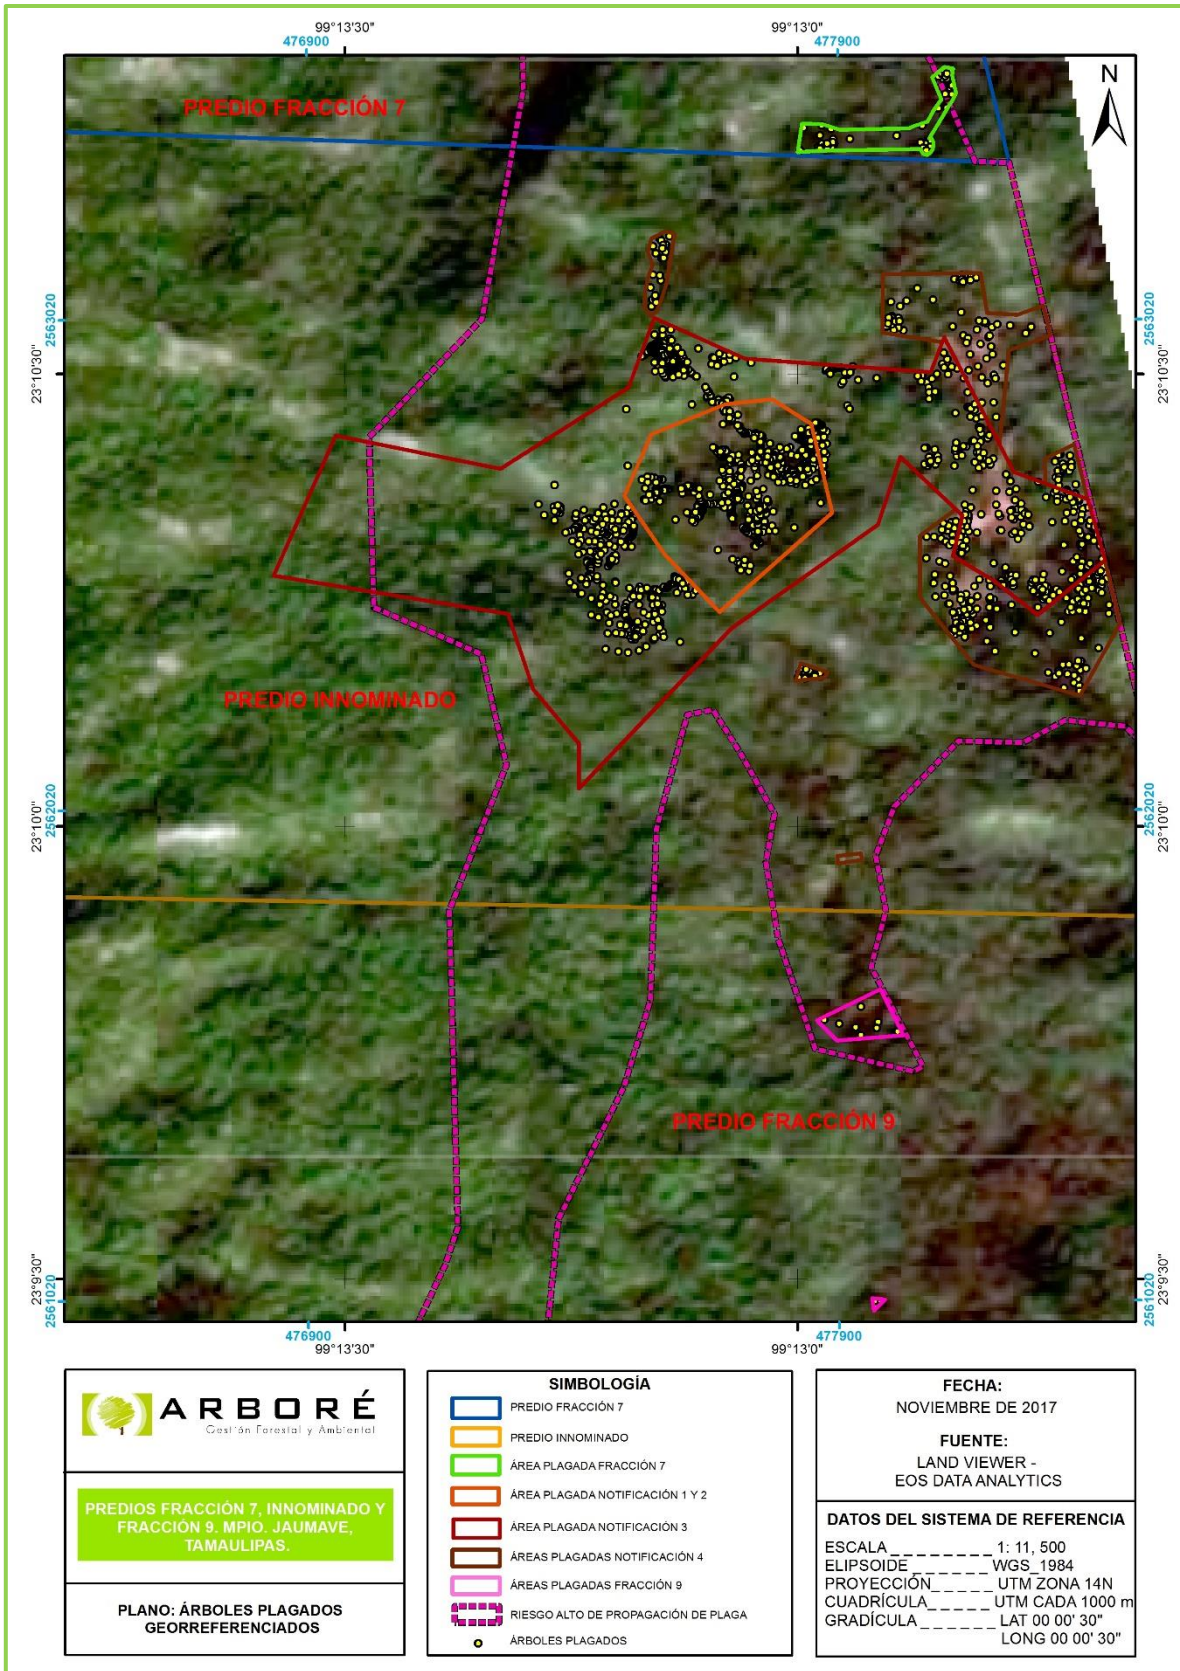 99°13'30"
99°13'0"
476900
477900
N
PREDIO FRACCIÓN 7
2563020
2563020
23°10'30"
23°10'30"
PREDIO INNOMINADO
2562020
2562020
23°10'0"
23°10'0"
PREDIO FRACCIÓN 9
23°9'30"
23°9'30"
2561020
2561020
476900
477900
99°13'30"
99°13'0"
ARBORÉ
Gestión Forestal y Ambiental
PREDIOS FRACCIÓN 7, INNOMINADO Y
FRACCIÓN 9. MPIO. JAUMAVE,
TAMAULIPAS.
PLANO: ÁRBOLES PLAGADOS
GEORREFERENCIADOS
SIMBOLOGÍA
PREDIO FRACCIÓN 7
PREDIO INNOMINADO
ÁREA PLAGADA FRACCIÓN 7
ÁREA PLAGADA NOTIFICACIÓN 1 Y 2
ÁREA PLAGADA NOTIFICACIÓN 3
ÁREAS PLAGADAS NOTIFICACIÓN 4
ÁREAS PLAGADAS FRACCIÓN 9
RIESGO ALTO DE PROPAGACIÓN DE PLAGA
ÁRBOLES PLAGADOS
FECHA:
NOVIEMBRE DE 2017
FUENTE:
LAND VIEWER -
EOS DATA ANALYTICS
DATOS DEL SISTEMA DE REFERENCIA
ESCALA _ _ _ _ _ _ _ _ _ 1: 11, 500
ELIPSOIDE _ _ _ _ _ _ _ WGS_1984
PROYECCIÓN_ _ _ _ _ UTM ZONA 14N
CUADRÍCULA_ _ _ _ _ UTM CADA 1000 m
GRADÍCULA _ _ _ _ _ _ LAT 00 00' 30"
LONG 00 00' 30"